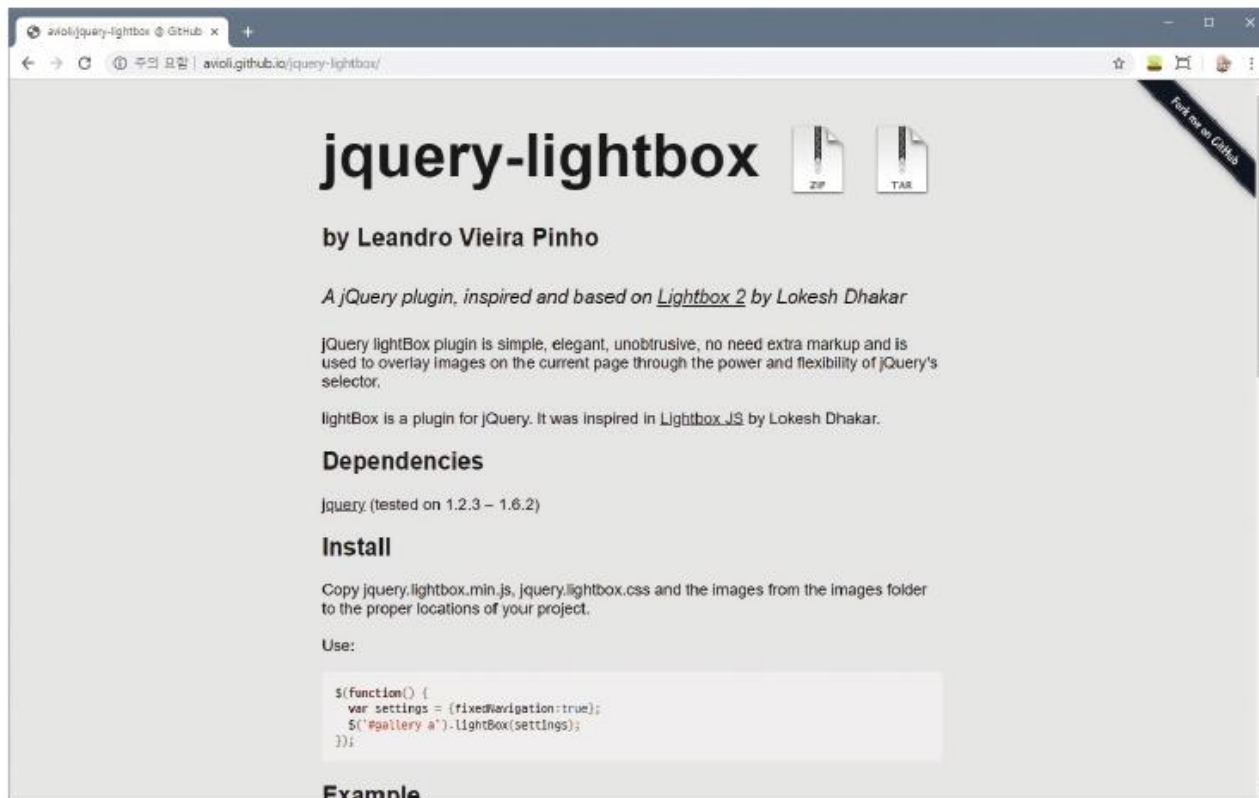 avioli/jquery-lightbox @ GitHub
주의 요함 | avioli.github.io/jquery-lightbox/
Fork me on GitHub
jquery-lightbox
ZIP
TAR
by Leandro Vieira Pinho
A jQuery plugin, inspired and based on Lightbox 2 by Lokesh Dhakar
jQuery lightBox plugin is simple, elegant, unobtrusive, no need extra markup and is
used to overlay images on the current page through the power and flexibility of jQuery's
selector.
lightBox is a plugin for jQuery. It was inspired in Lightbox JS by Lokesh Dhakar.
Dependencies
jquery (tested on 1.2.3 – 1.6.2)
Install
Copy jquery.lightbox.min.js, jquery.lightbox.css and the images from the images folder
to the proper locations of your project.
Use:
$(function() {
var settings = {fixedNavigation:true};
$('#gallery a').lightBox(settings);
});
Example